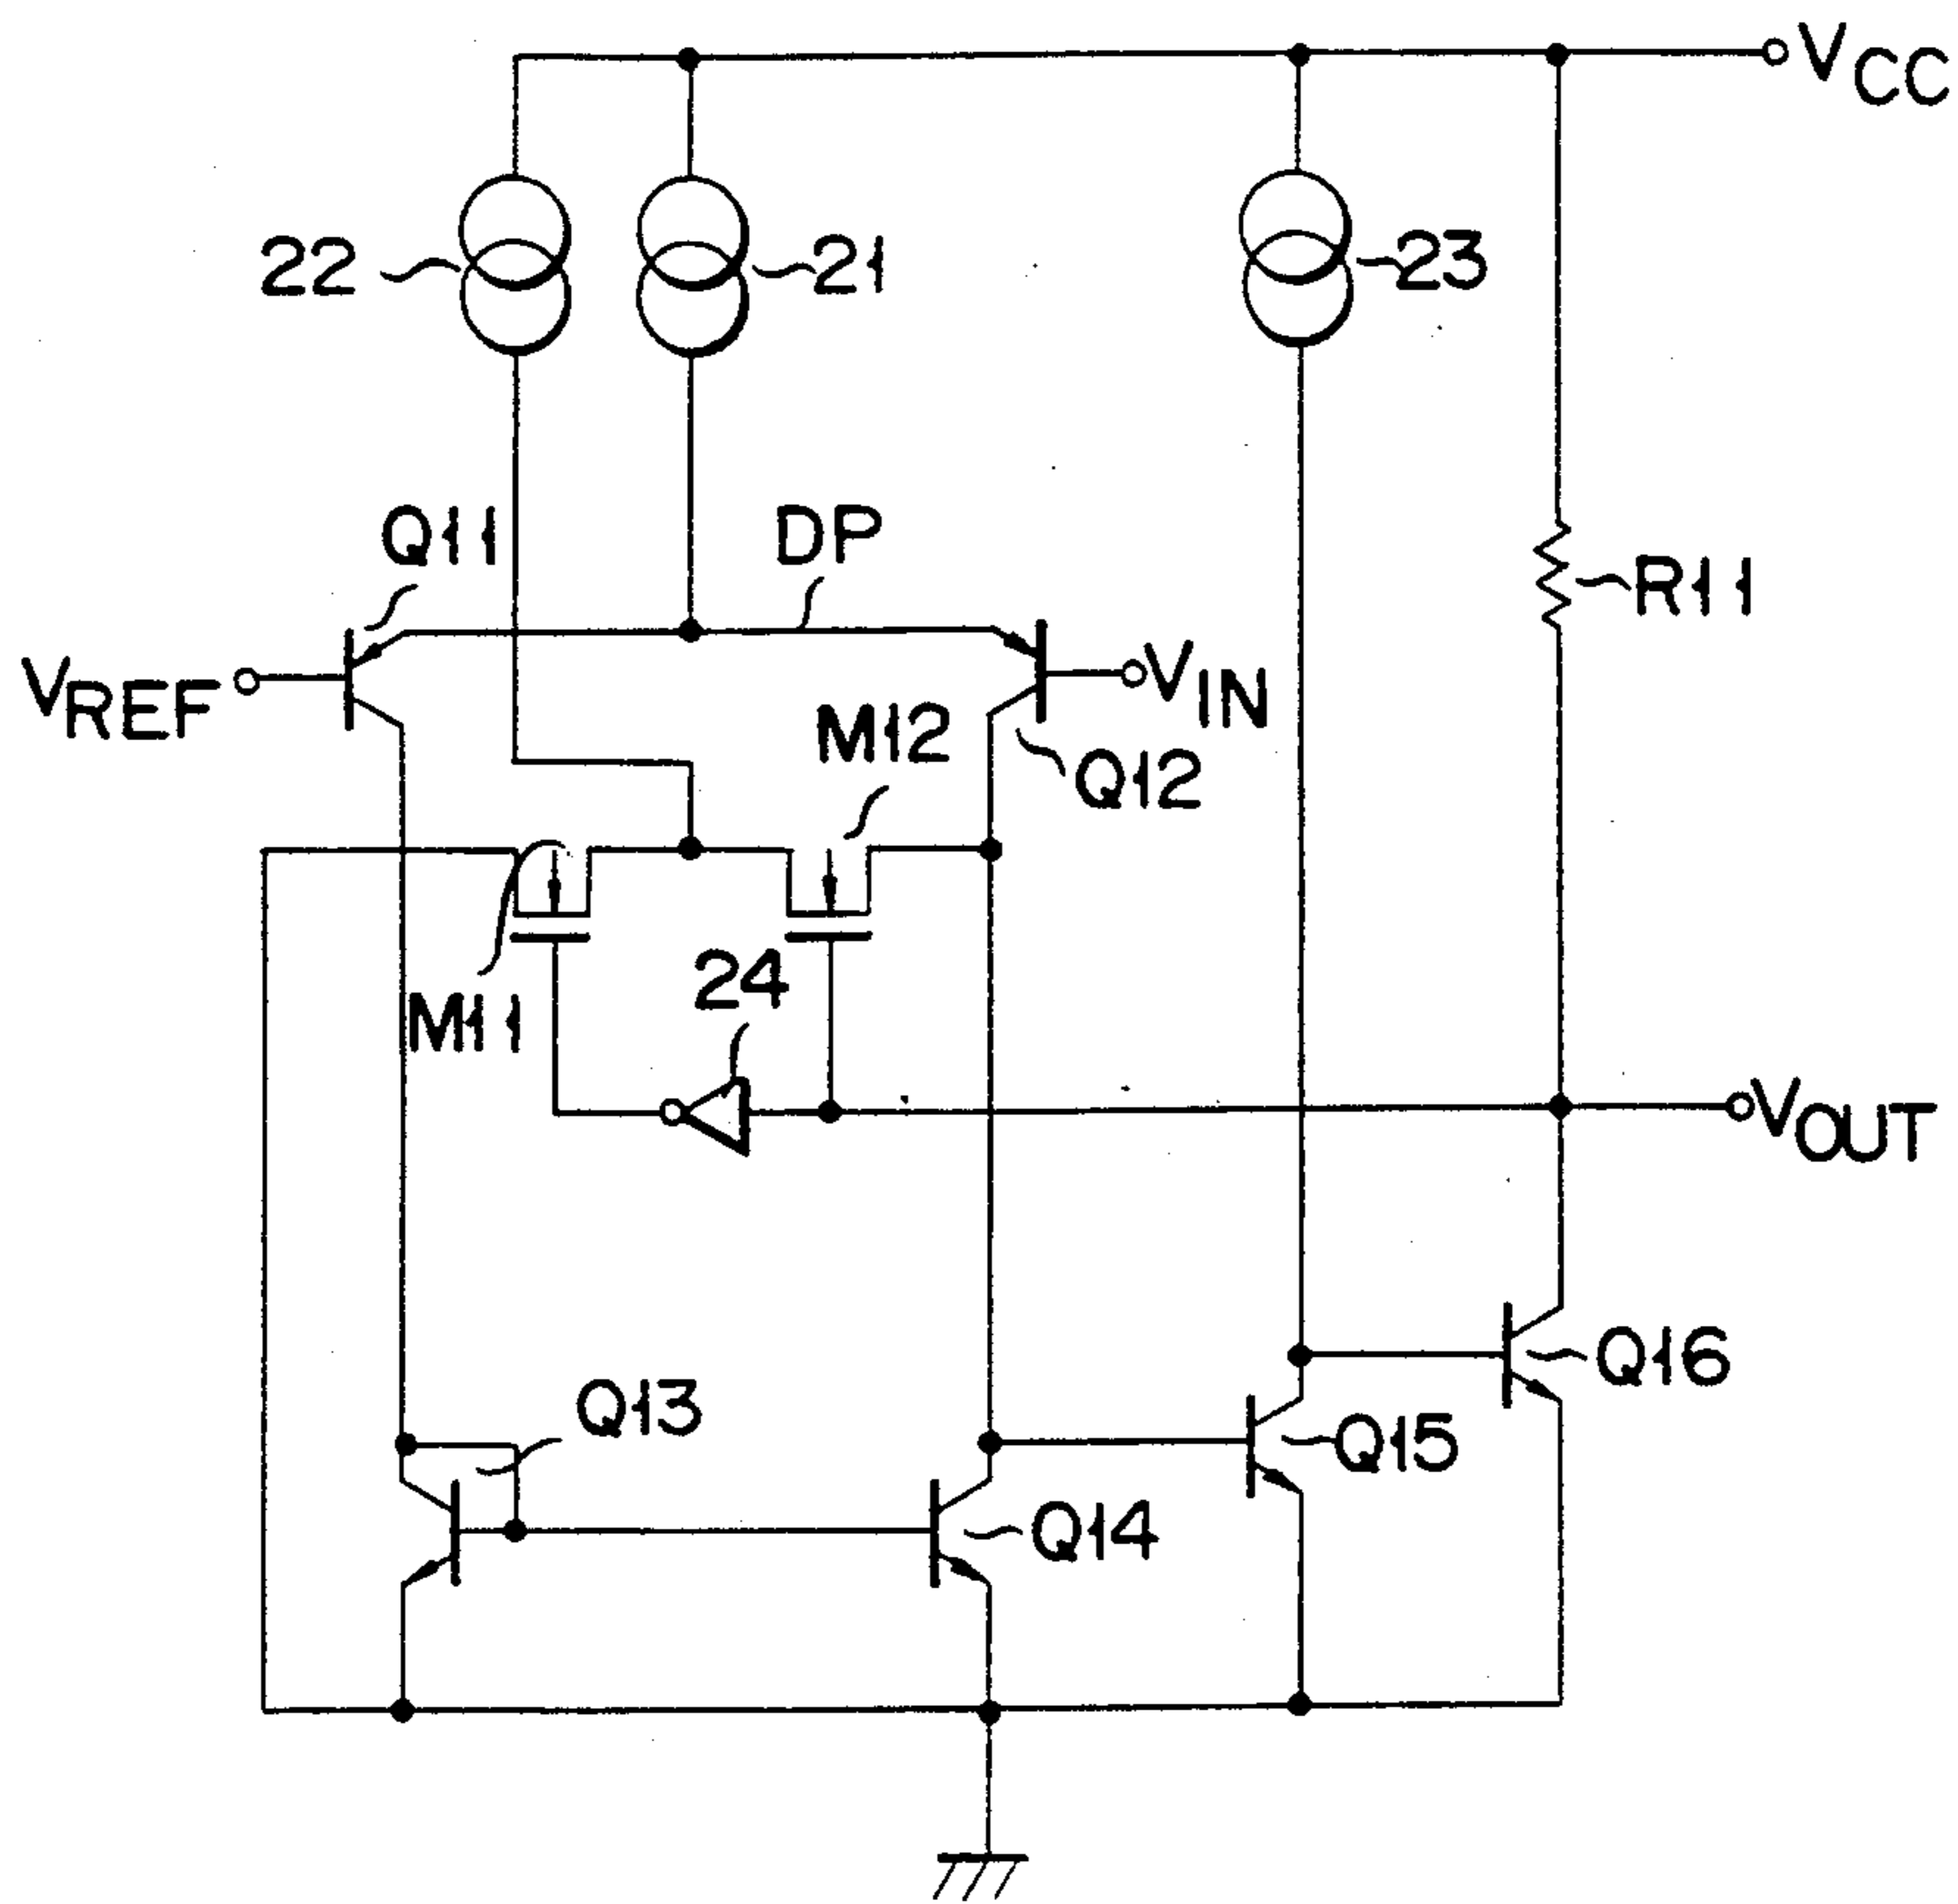 VCC
22
21
23
Q11
DP
R11
VREF
VIN
M12
Q12
24
M11
VOUT
Q16
Q13
Q15
Q14